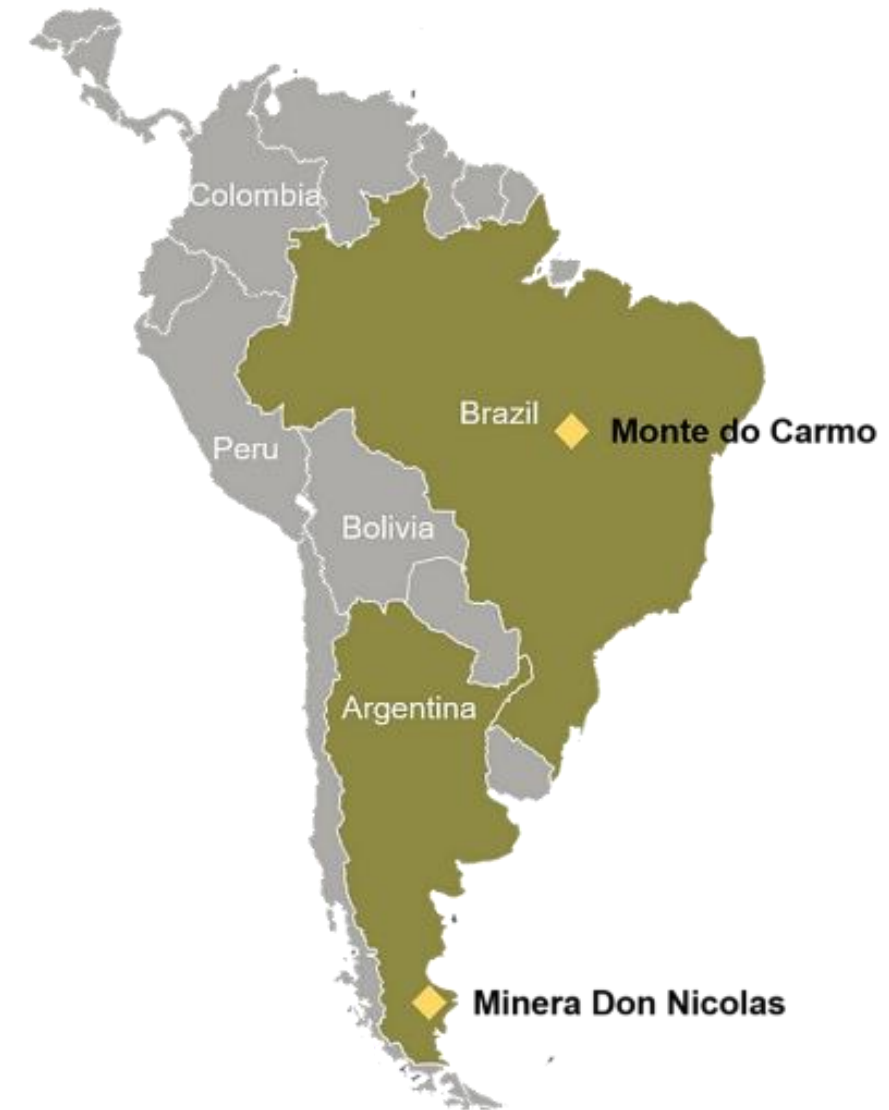 Colombia
Brazil
Monte do Carmo
Peru
Bolivia
Argentina
Minera Don Nicolas